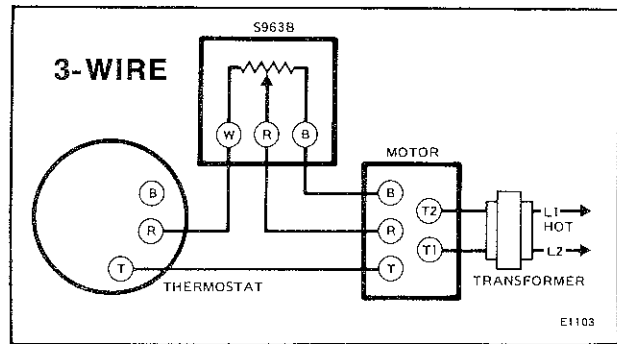 S963B
3-WIRE
W R B
MOTOR
B
R
T
THERMOSTAT
B
R
T
T2
T1
L1
HOT
L2
TRANSFORMER
E1103